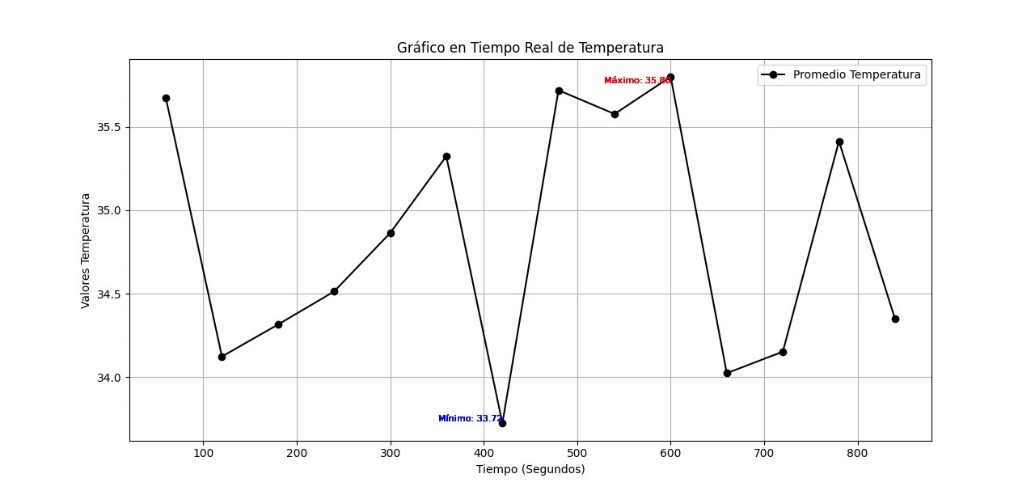 Gráfico en Tiempo Real de Temperatura
Promedio Temperatura
Máximo: 35.80
Mínimo: 33.72
Valores Temperatura
35.5
35.0
34.5
34.0
100 200 300 400 500 600 700 800
Tiempo (Segundos)